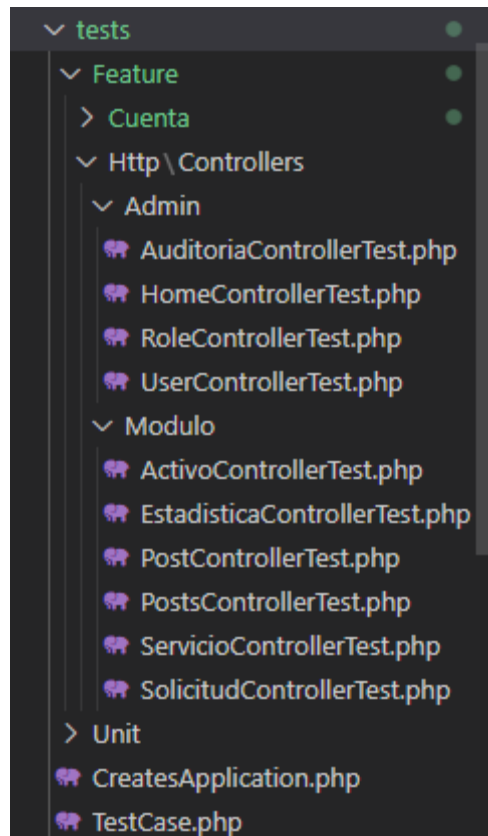 tests
Feature
Cuenta
Http\Controllers
Admin
AuditoriaControllerTest.php
HomeControllerTest.php
RoleControllerTest.php
UserControllerTest.php
Modulo
ActivoControllerTest.php
EstadisticaControllerTest.php
PostControllerTest.php
PostsControllerTest.php
ServicioControllerTest.php
SolicitudControllerTest.php
Unit
CreatesApplication.php
TestCase.php